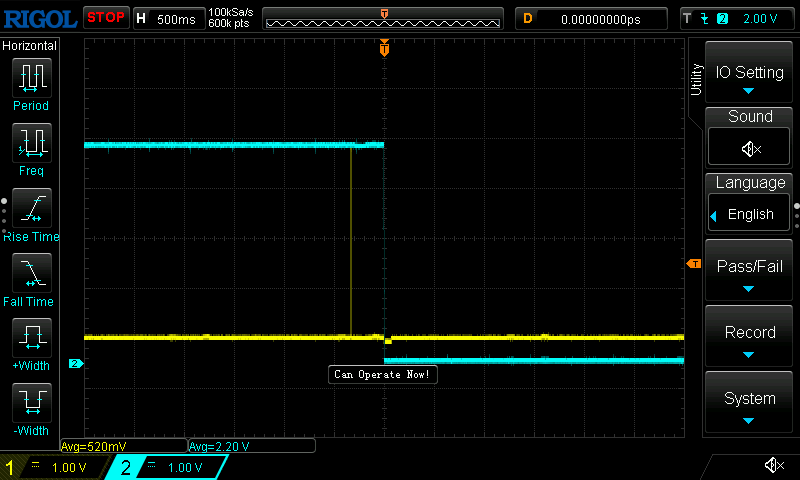 RIGOL STOP H 500ms 100kSa/s 600k pts T D 0.00000000ps T 2 2.00 V
Horizontal
Period
Freq
Rise Time
Fall Time
+Width
-Width
T
T
2
Can Operate Now!
Avg=520mV Avg=2.20 V
1 1.00 V 2 1.00 V
Utility
IO Setting
Sound
Language
English
Pass/Fail
Record
System